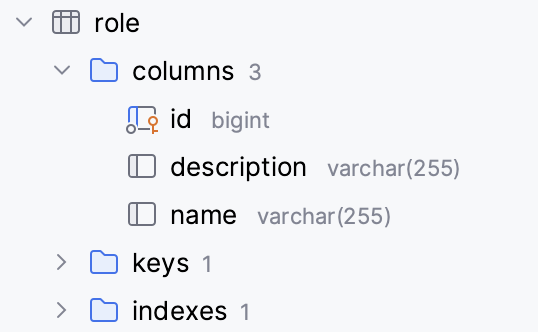 role
columns 3
id bigint
description varchar(255)
name varchar(255)
keys 1
indexes 1